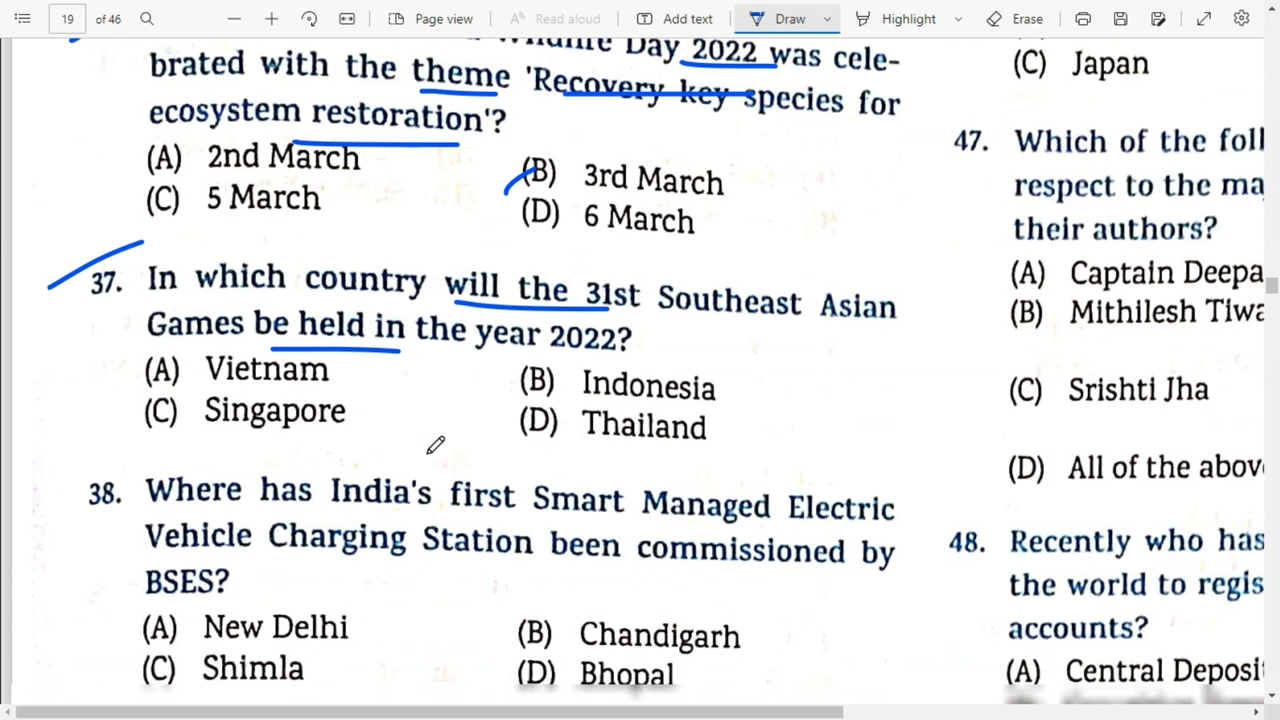 19 of 46 Page view Read aloud Add text Draw Highlight Erase
Day 2022 was cele-
brated with the theme 'Recovery key species for
ecosystem restoration'?
(A) 2nd March (B) 3rd March
(C) 5 March (D) 6 March
37. In which country will the 31st Southeast Asian
Games be held in the year 2022?
(A) Vietnam (B) Indonesia
(C) Singapore (D) Thailand
38. Where has India's first Smart Managed Electric
Vehicle Charging Station been commissioned by
BSES?
(A) New Delhi (B) Chandigarh
(C) Shimla (D) Bhopal
(C) Japan
47. Which of the foll
respect to the ma
their authors?
(A) Captain Deepa
(B) Mithilesh Tiwa
(C) Srishti Jha
(D) All of the abov
48. Recently who has
the world to regis
accounts?
(A) Central Deposit